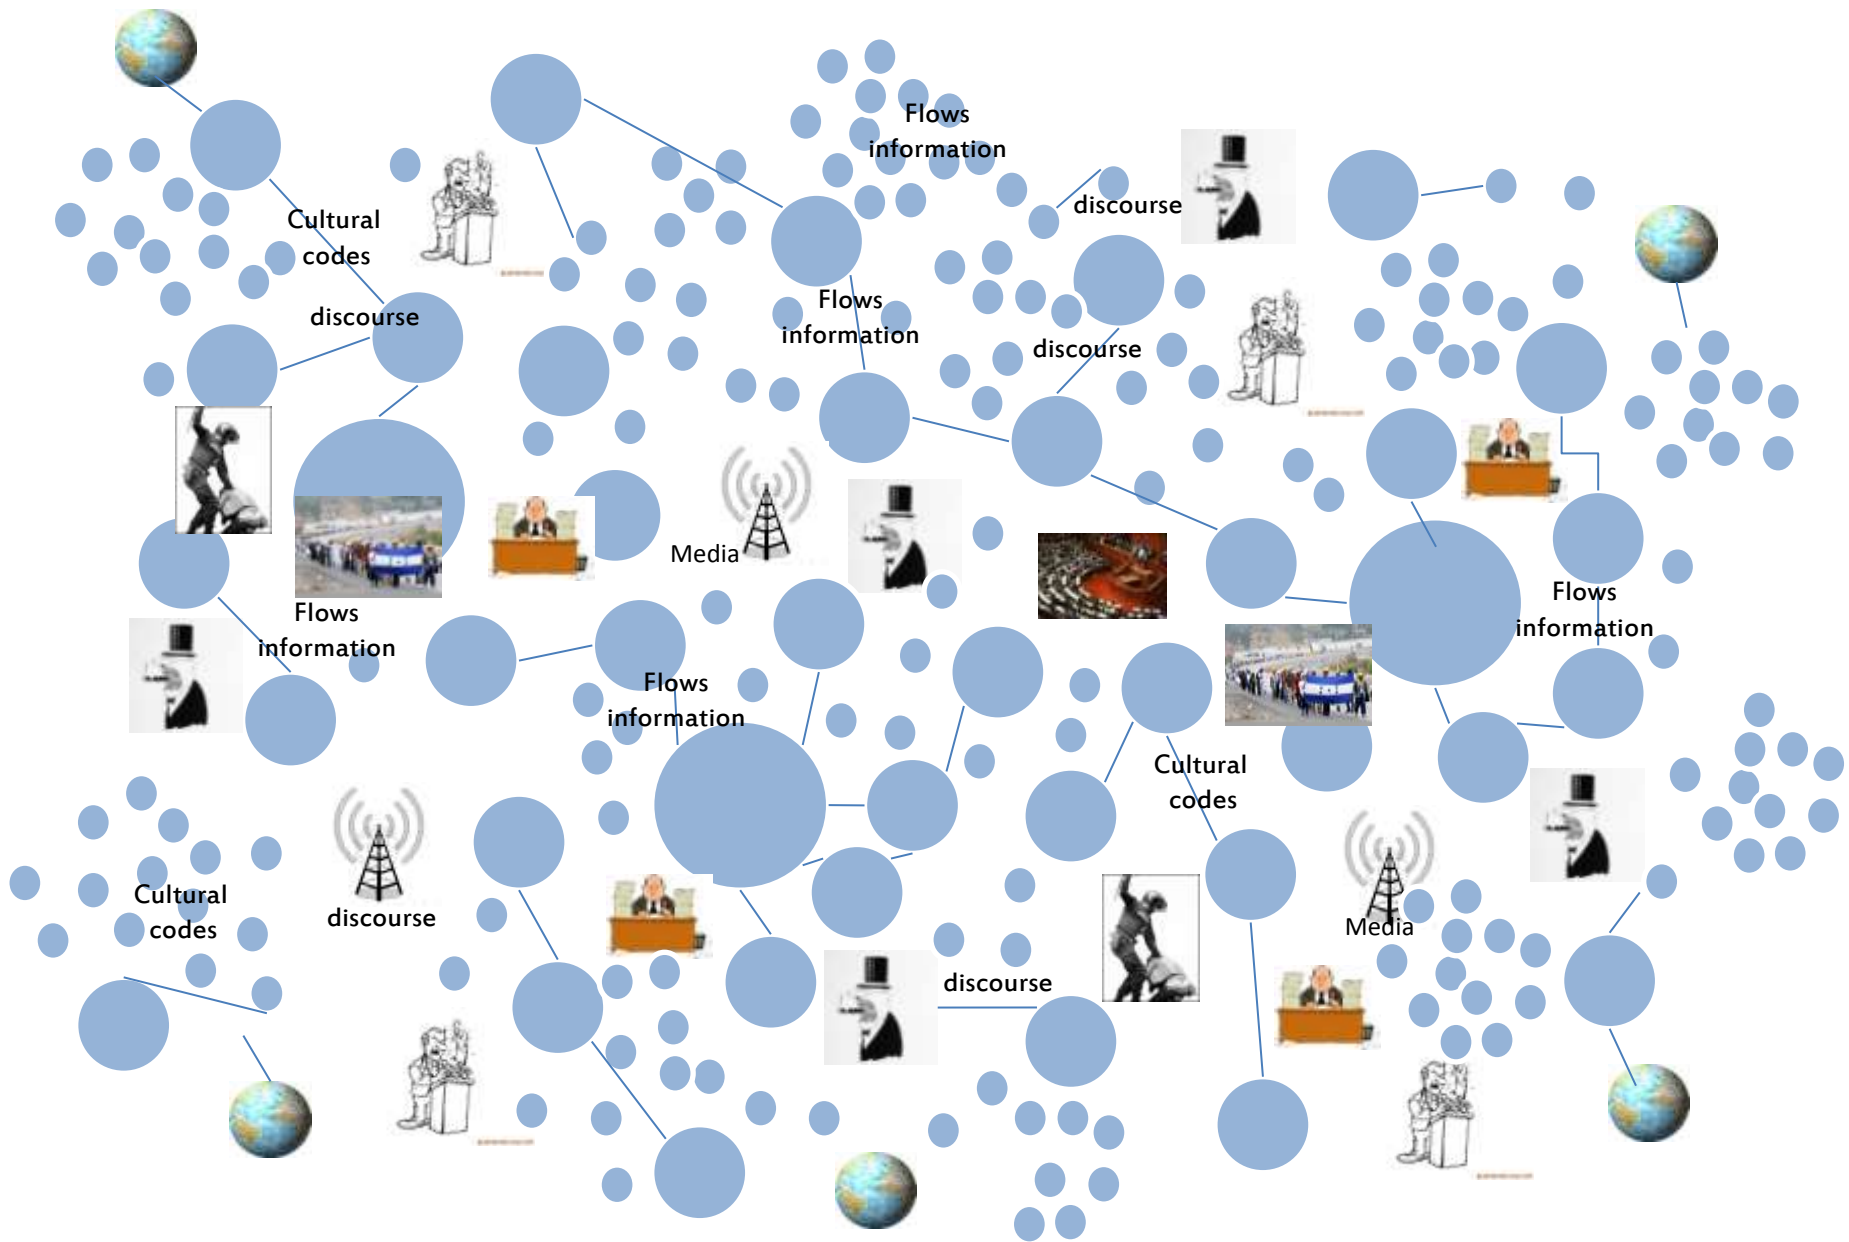 Flows
information
discourse
Cultural
codes
discourse
Flows
information
discourse
Media
Flows
information
Flows
information
Flows
information
Cultural
codes
Cultural
codes
discourse
Media
discourse